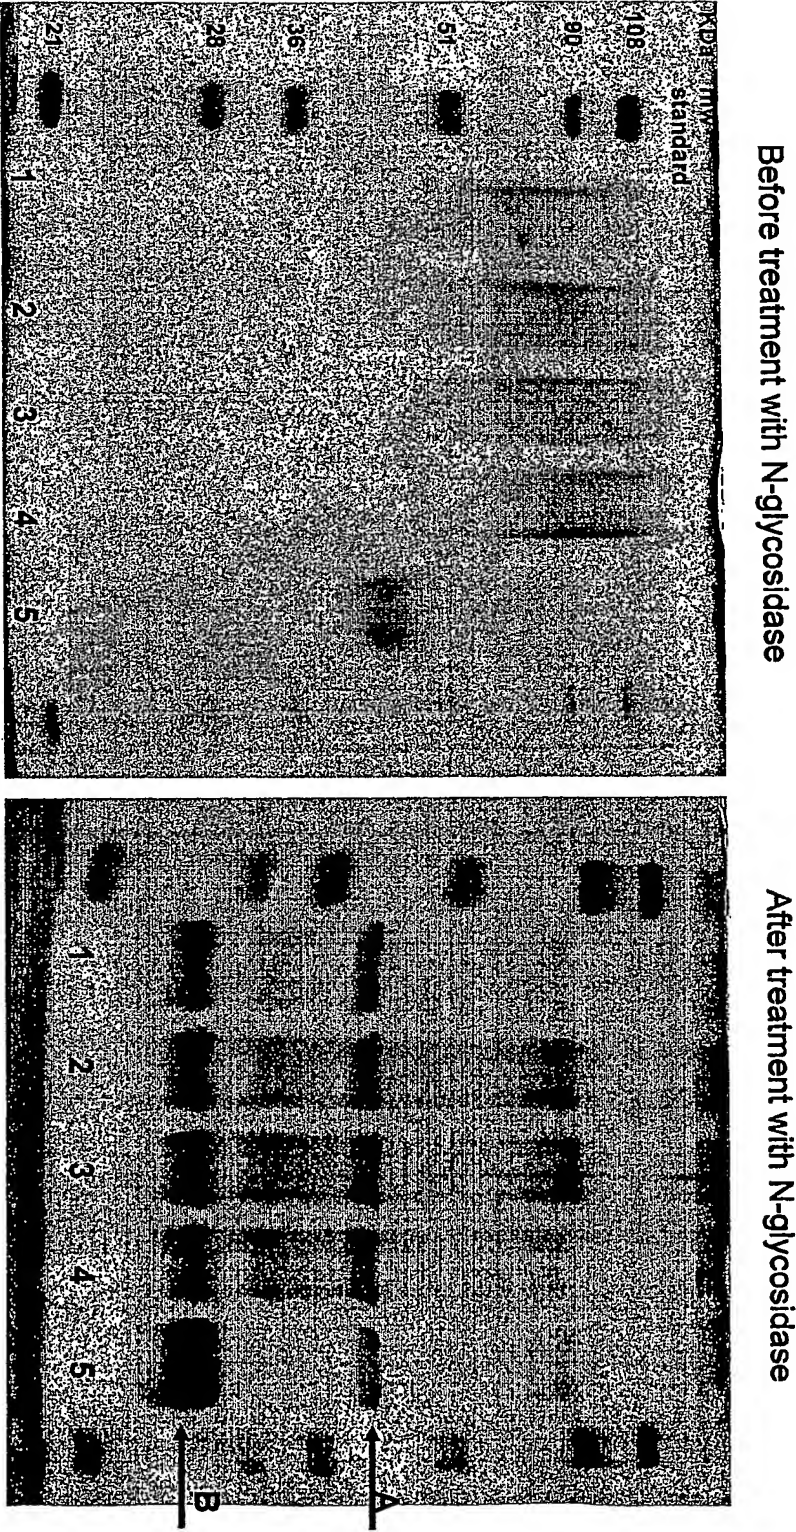 Before treatment with N-glycosidase
KDa mw
standard
108
90
51
36
28
21
1 2 3 4 5
After treatment with N-glycosidase
1 2 3 4 5
A
B